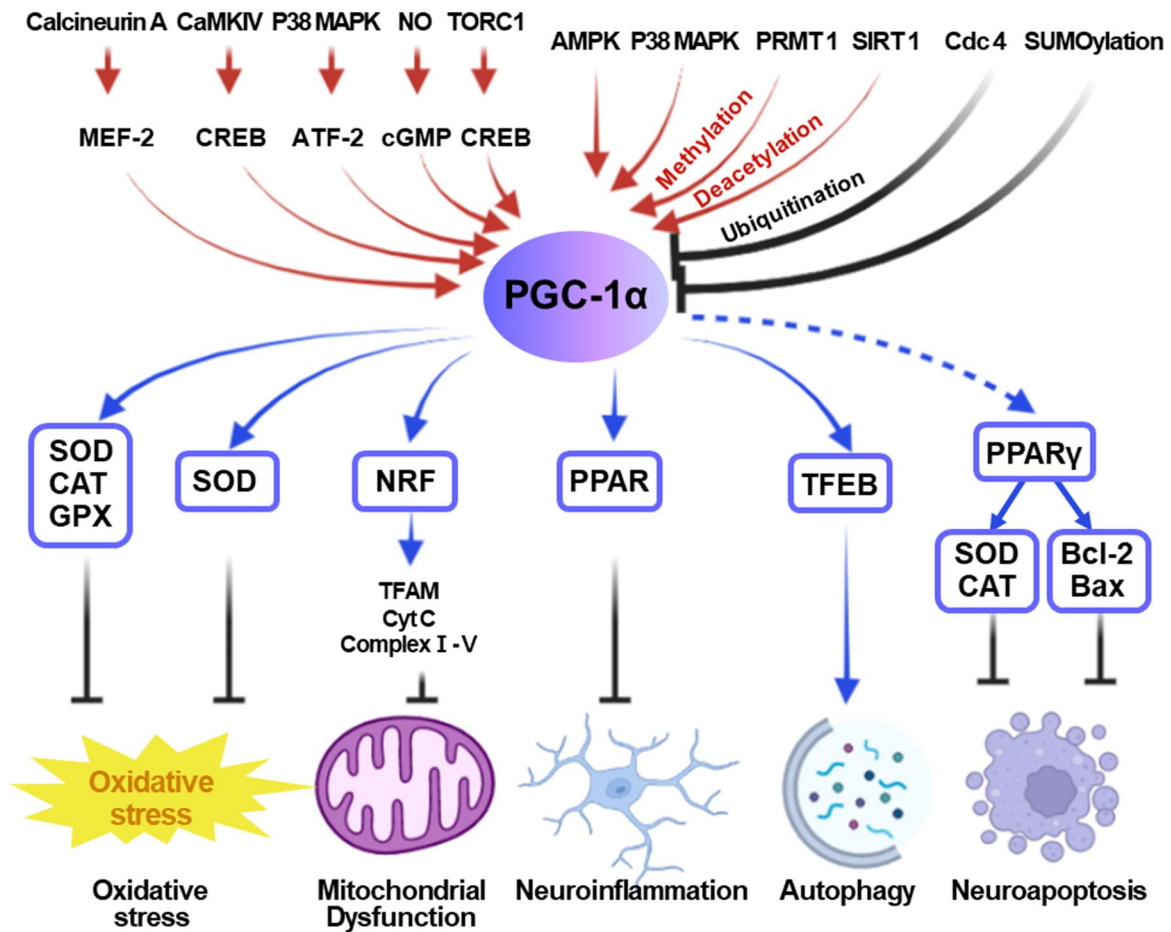 Calcineurin A CaMKIV P38 MAPK NO TORC1
AMPK P38 MAPK PRMT1 SIRT1 Cdc4 SUMOylation
MEF-2 CREB ATF-2 cGMP CREB
Methylation
Deacetylation
Ubiquitination
PGC-1α
SOD
CAT
GPX
SOD
NRF
PPAR
TFEB
PPARγ
TFAM
Cyt C
Complex I - V
SOD
CAT
Bcl-2
Bax
Oxidative
stress
Oxidative
stress
Mitochondrial
Dysfunction
Neuroinflammation
Autophagy
Neuroapoptosis